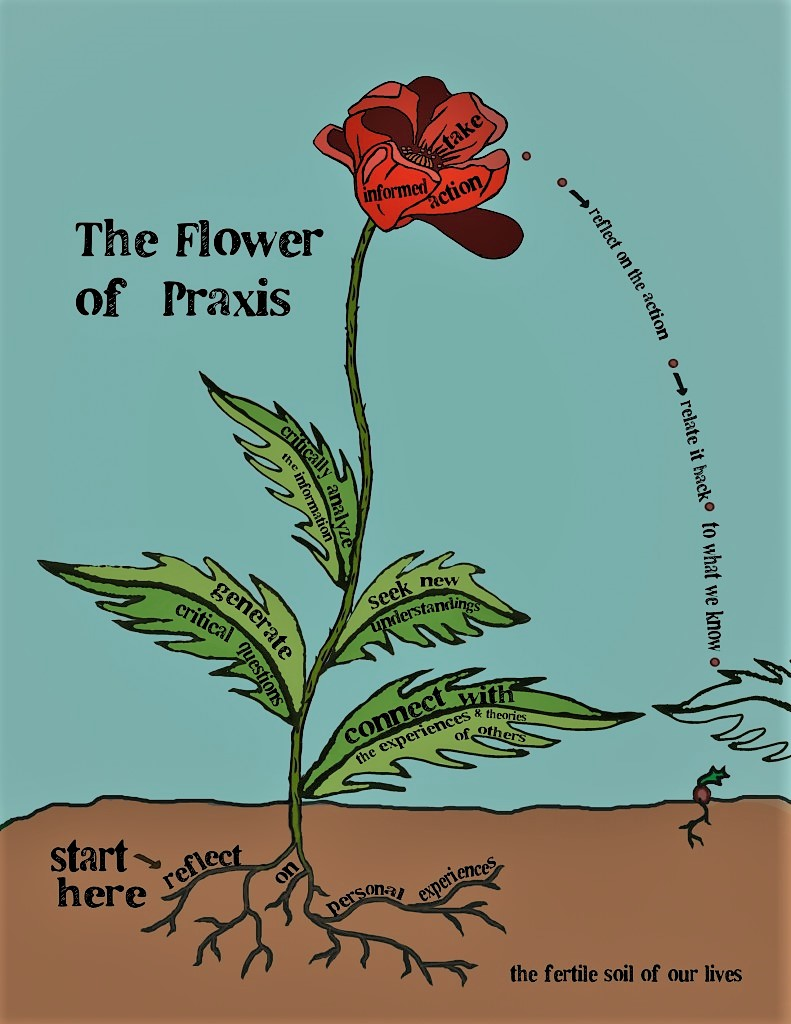 The Flower
of Praxis
take
informed action
reflect on the action
relate it back
to what we know
critically analyze
the information
generate
critical questions
seek new
understandings
connect with
the experiences & theories
of others
start
here
reflect on personal experiences
the fertile soil of our lives